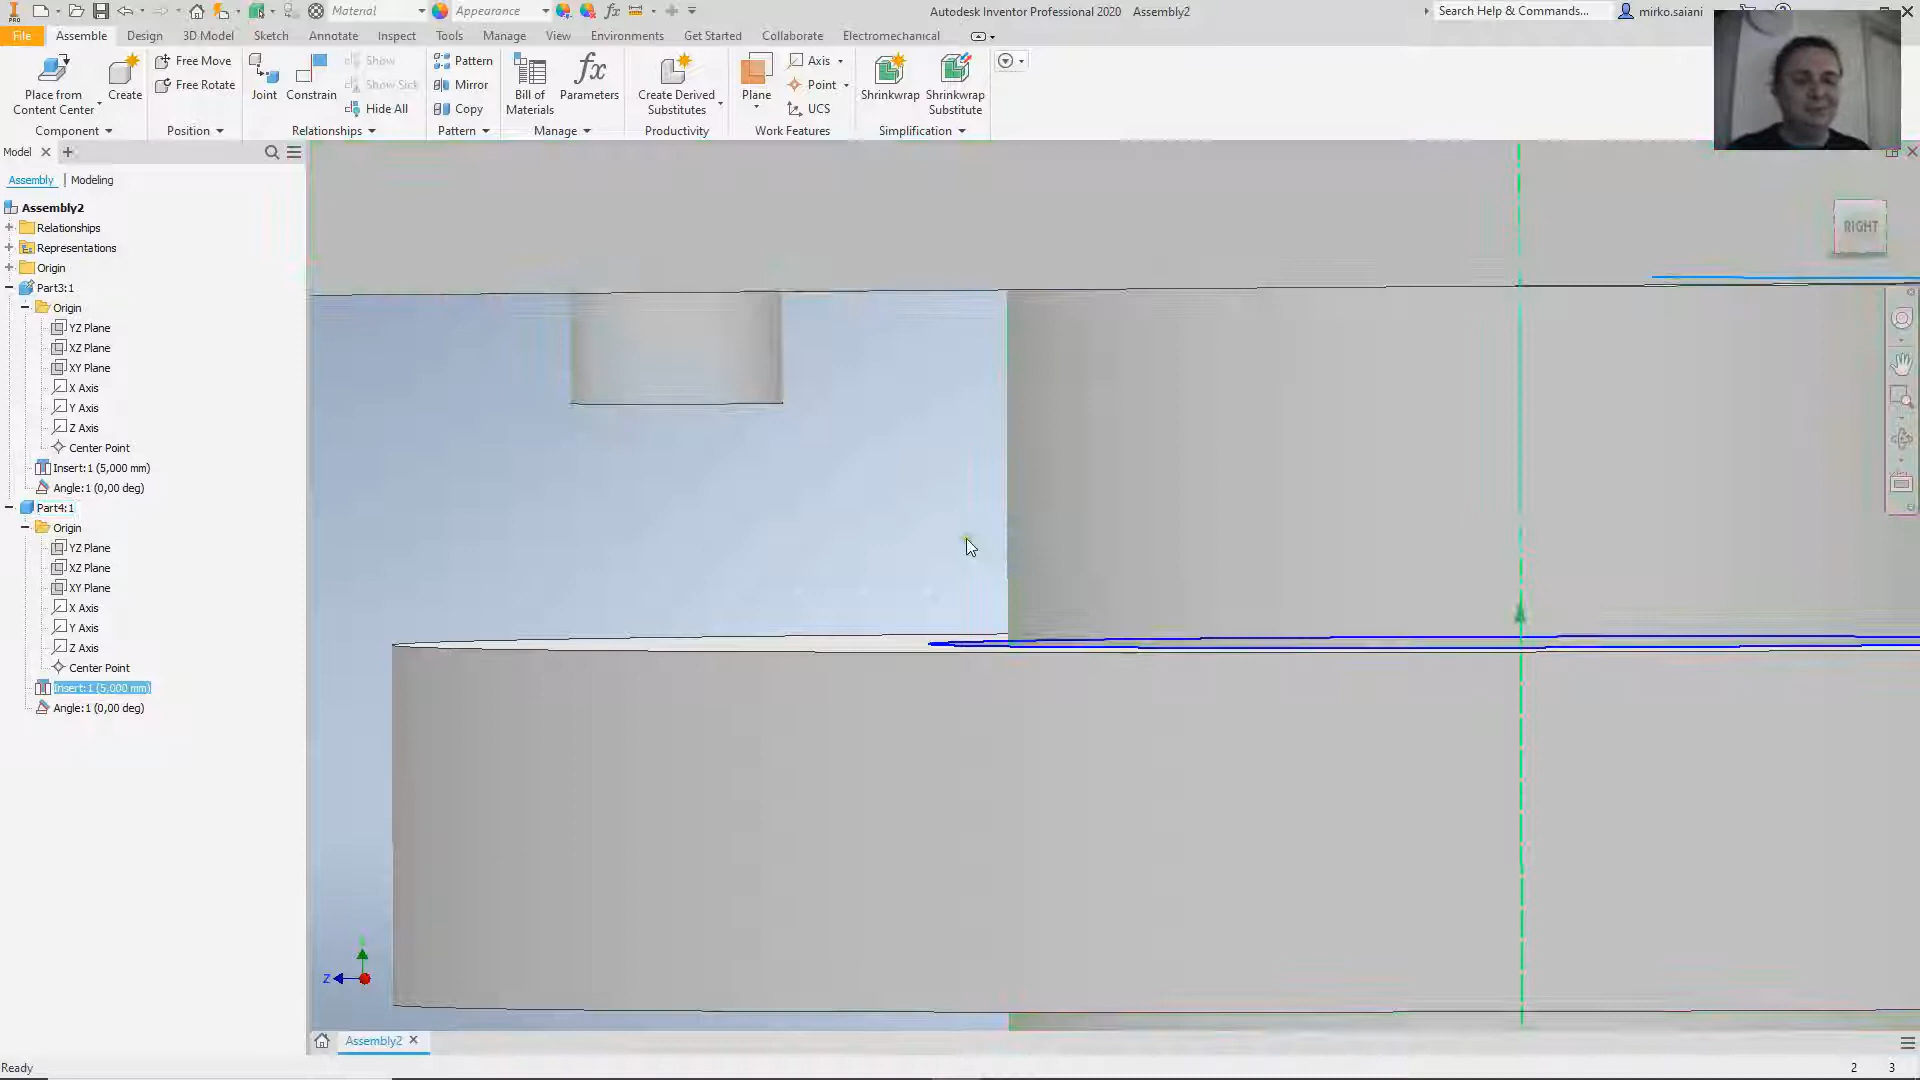 Material
Appearance
Autodesk Inventor Professional 2020 Assembly2
Search Help & Commands...
mirko.saiani
PRO
File Assemble Design 3D Model Sketch Annotate Inspect Tools Manage View Environments Get Started Collaborate Electromechanical
Place from
Content Center
Create
Free Move
Free Rotate
Joint
Constrain
Show
Show Sick
Hide All
Pattern
Mirror
Copy
Bill of
Materials
fx
Parameters
Create Derived
Substitutes
Plane
Axis
Point
UCS
Shrinkwrap
Shrinkwrap
Substitute
Component Position Relationships Pattern Manage Productivity Work Features Simplification
Model
Assembly Modeling
Assembly2
Relationships
Representations
Origin
Part3:1
Origin
YZ Plane
XZ Plane
XY Plane
X Axis
Y Axis
Z Axis
Center Point
Insert:1 (5,000 mm)
Angle:1 (0,00 deg)
Part4:1
Origin
YZ Plane
XZ Plane
XY Plane
X Axis
Y Axis
Z Axis
Center Point
Insert:1 (5,000 mm)
Angle:1 (0,00 deg)
RIGHT
Z
Assembly2
Ready
2 3